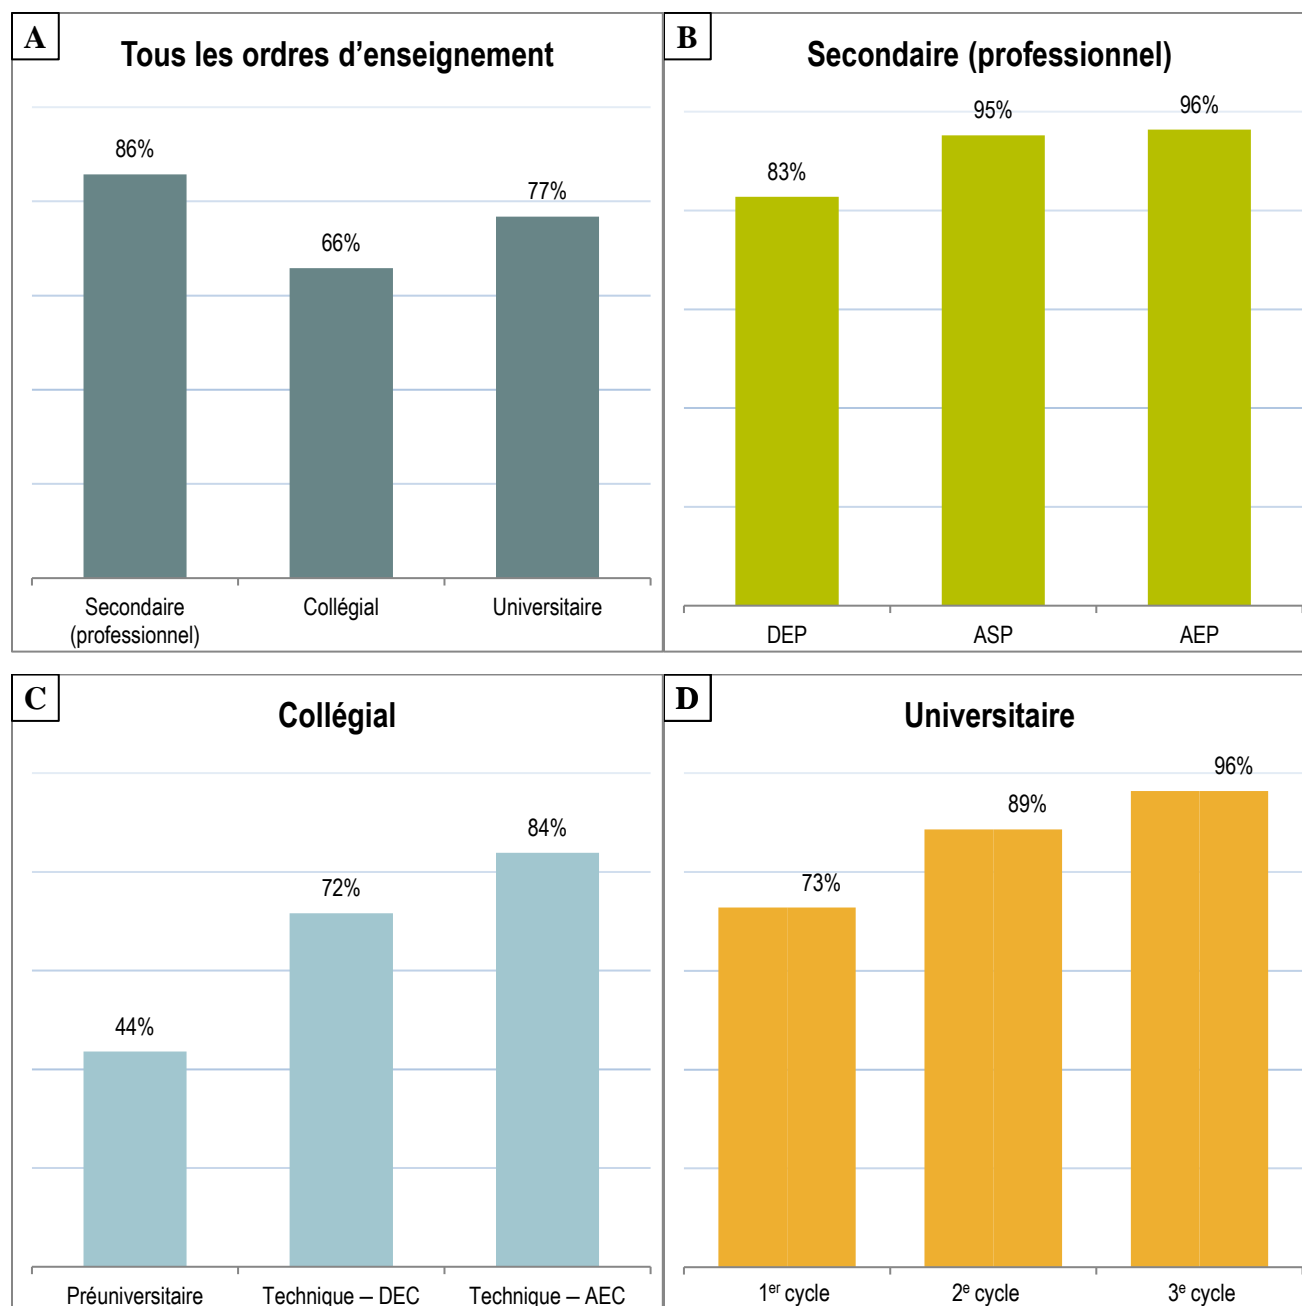 A
Tous les ordres d’enseignement
86%
66%
77%
Secondaire
(professionnel)
Collégial
Universitaire
B
Secondaire (professionnel)
83%
95%
96%
DEP
ASP
AEP
C
Collégial
44%
72%
84%
Préuniversitaire
Technique – DEC
Technique – AEC
D
Universitaire
73%
89%
96%
1er cycle
2e cycle
3e cycle